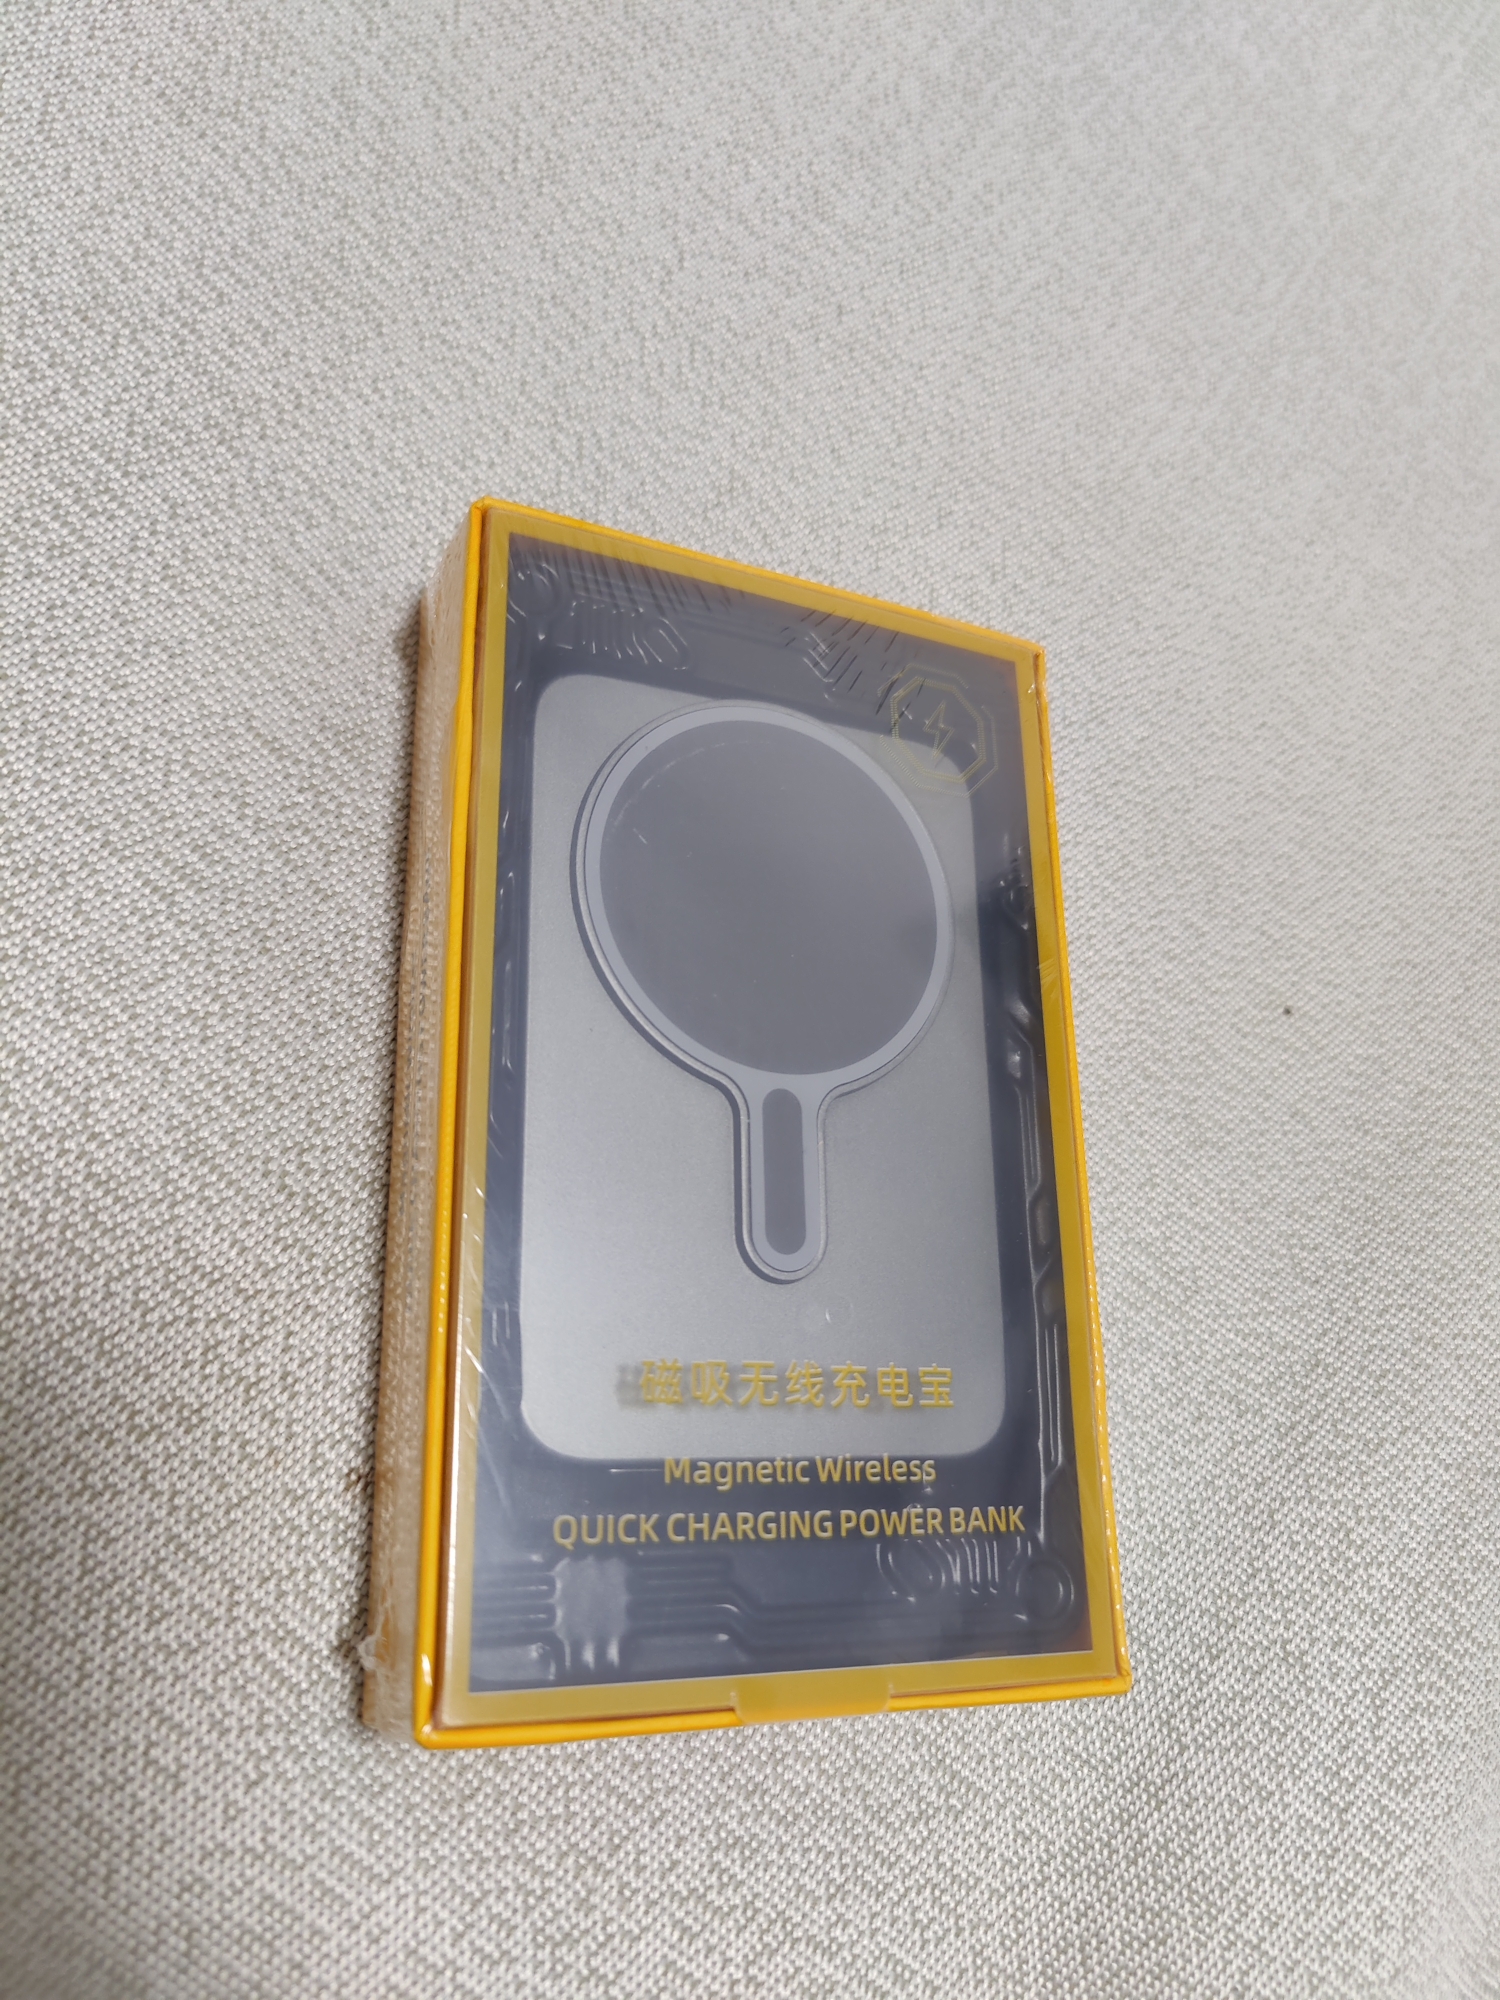 磁吸无线充电宝
Magnetic Wireless
QUICK CHARGING POWER BANK